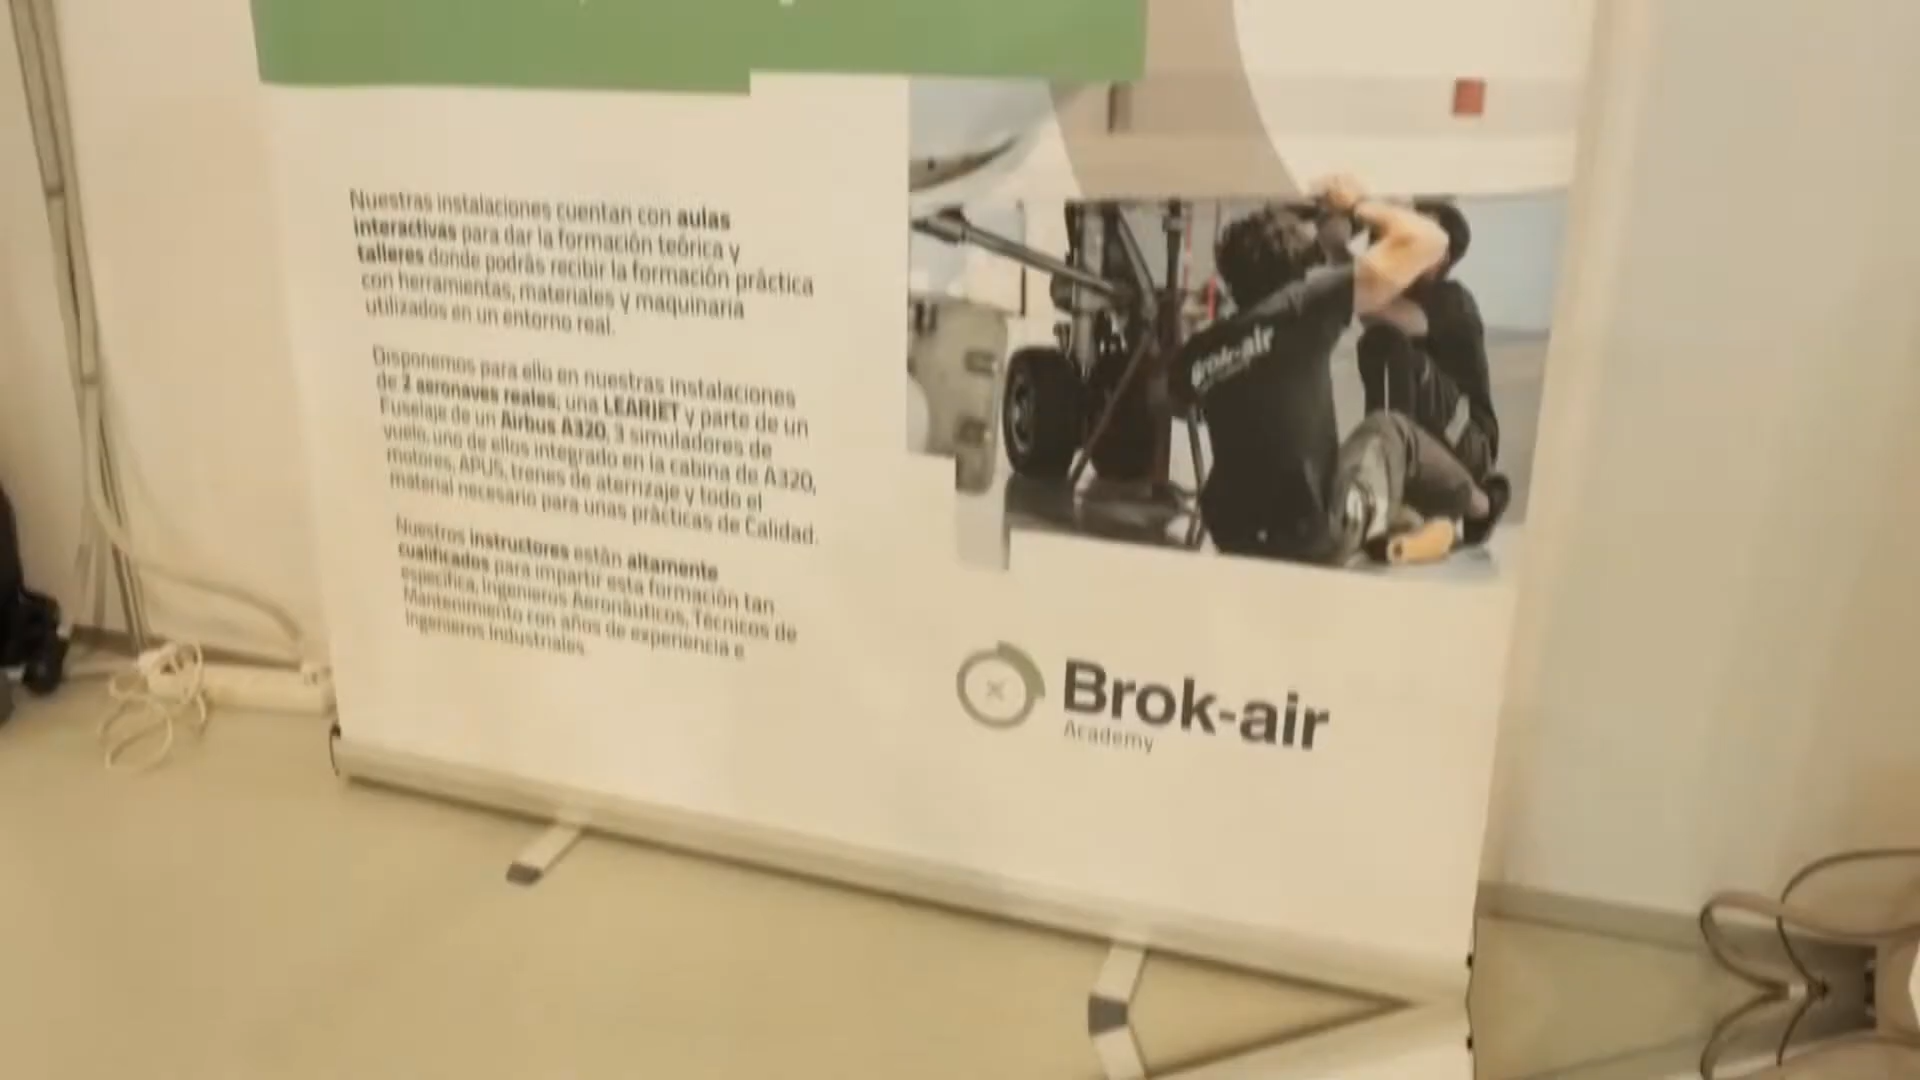 Nuestras instalaciones cuentan con aulas
interactivas para dar la formación teórica y
talleres donde podrás recibir la formación práctica
con herramientas, materiales y maquinaria
utilizados en un entorno real.
Disponemos para ello en nuestras instalaciones
de 2 aeronaves reales, una LEARJET y parte de un
Fuselaje de un Airbus A320, 3 simuladores de
vuelo, uno de ellos integrado en la cabina de A320,
motores, APUS, trenes de aterrizaje y todo el
material necesario para unas prácticas de Calidad.
Nuestros instructores están altamente
cualificados para impartir esta formación tan
específica, Ingenieros Aeronáuticos, Técnicos de
Mantenimiento con años de experiencia e
Ingenieros Industriales.
Brok-air
Brok-air
Academy